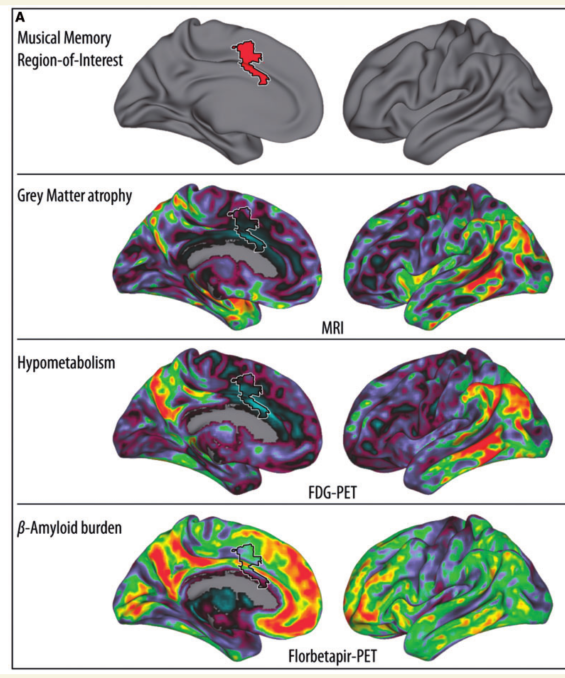 A
Musical Memory
Region-of-Interest
Grey Matter atrophy
MRI
Hypometabolism
FDG-PET
β-Amyloid burden
Florbetapir-PET